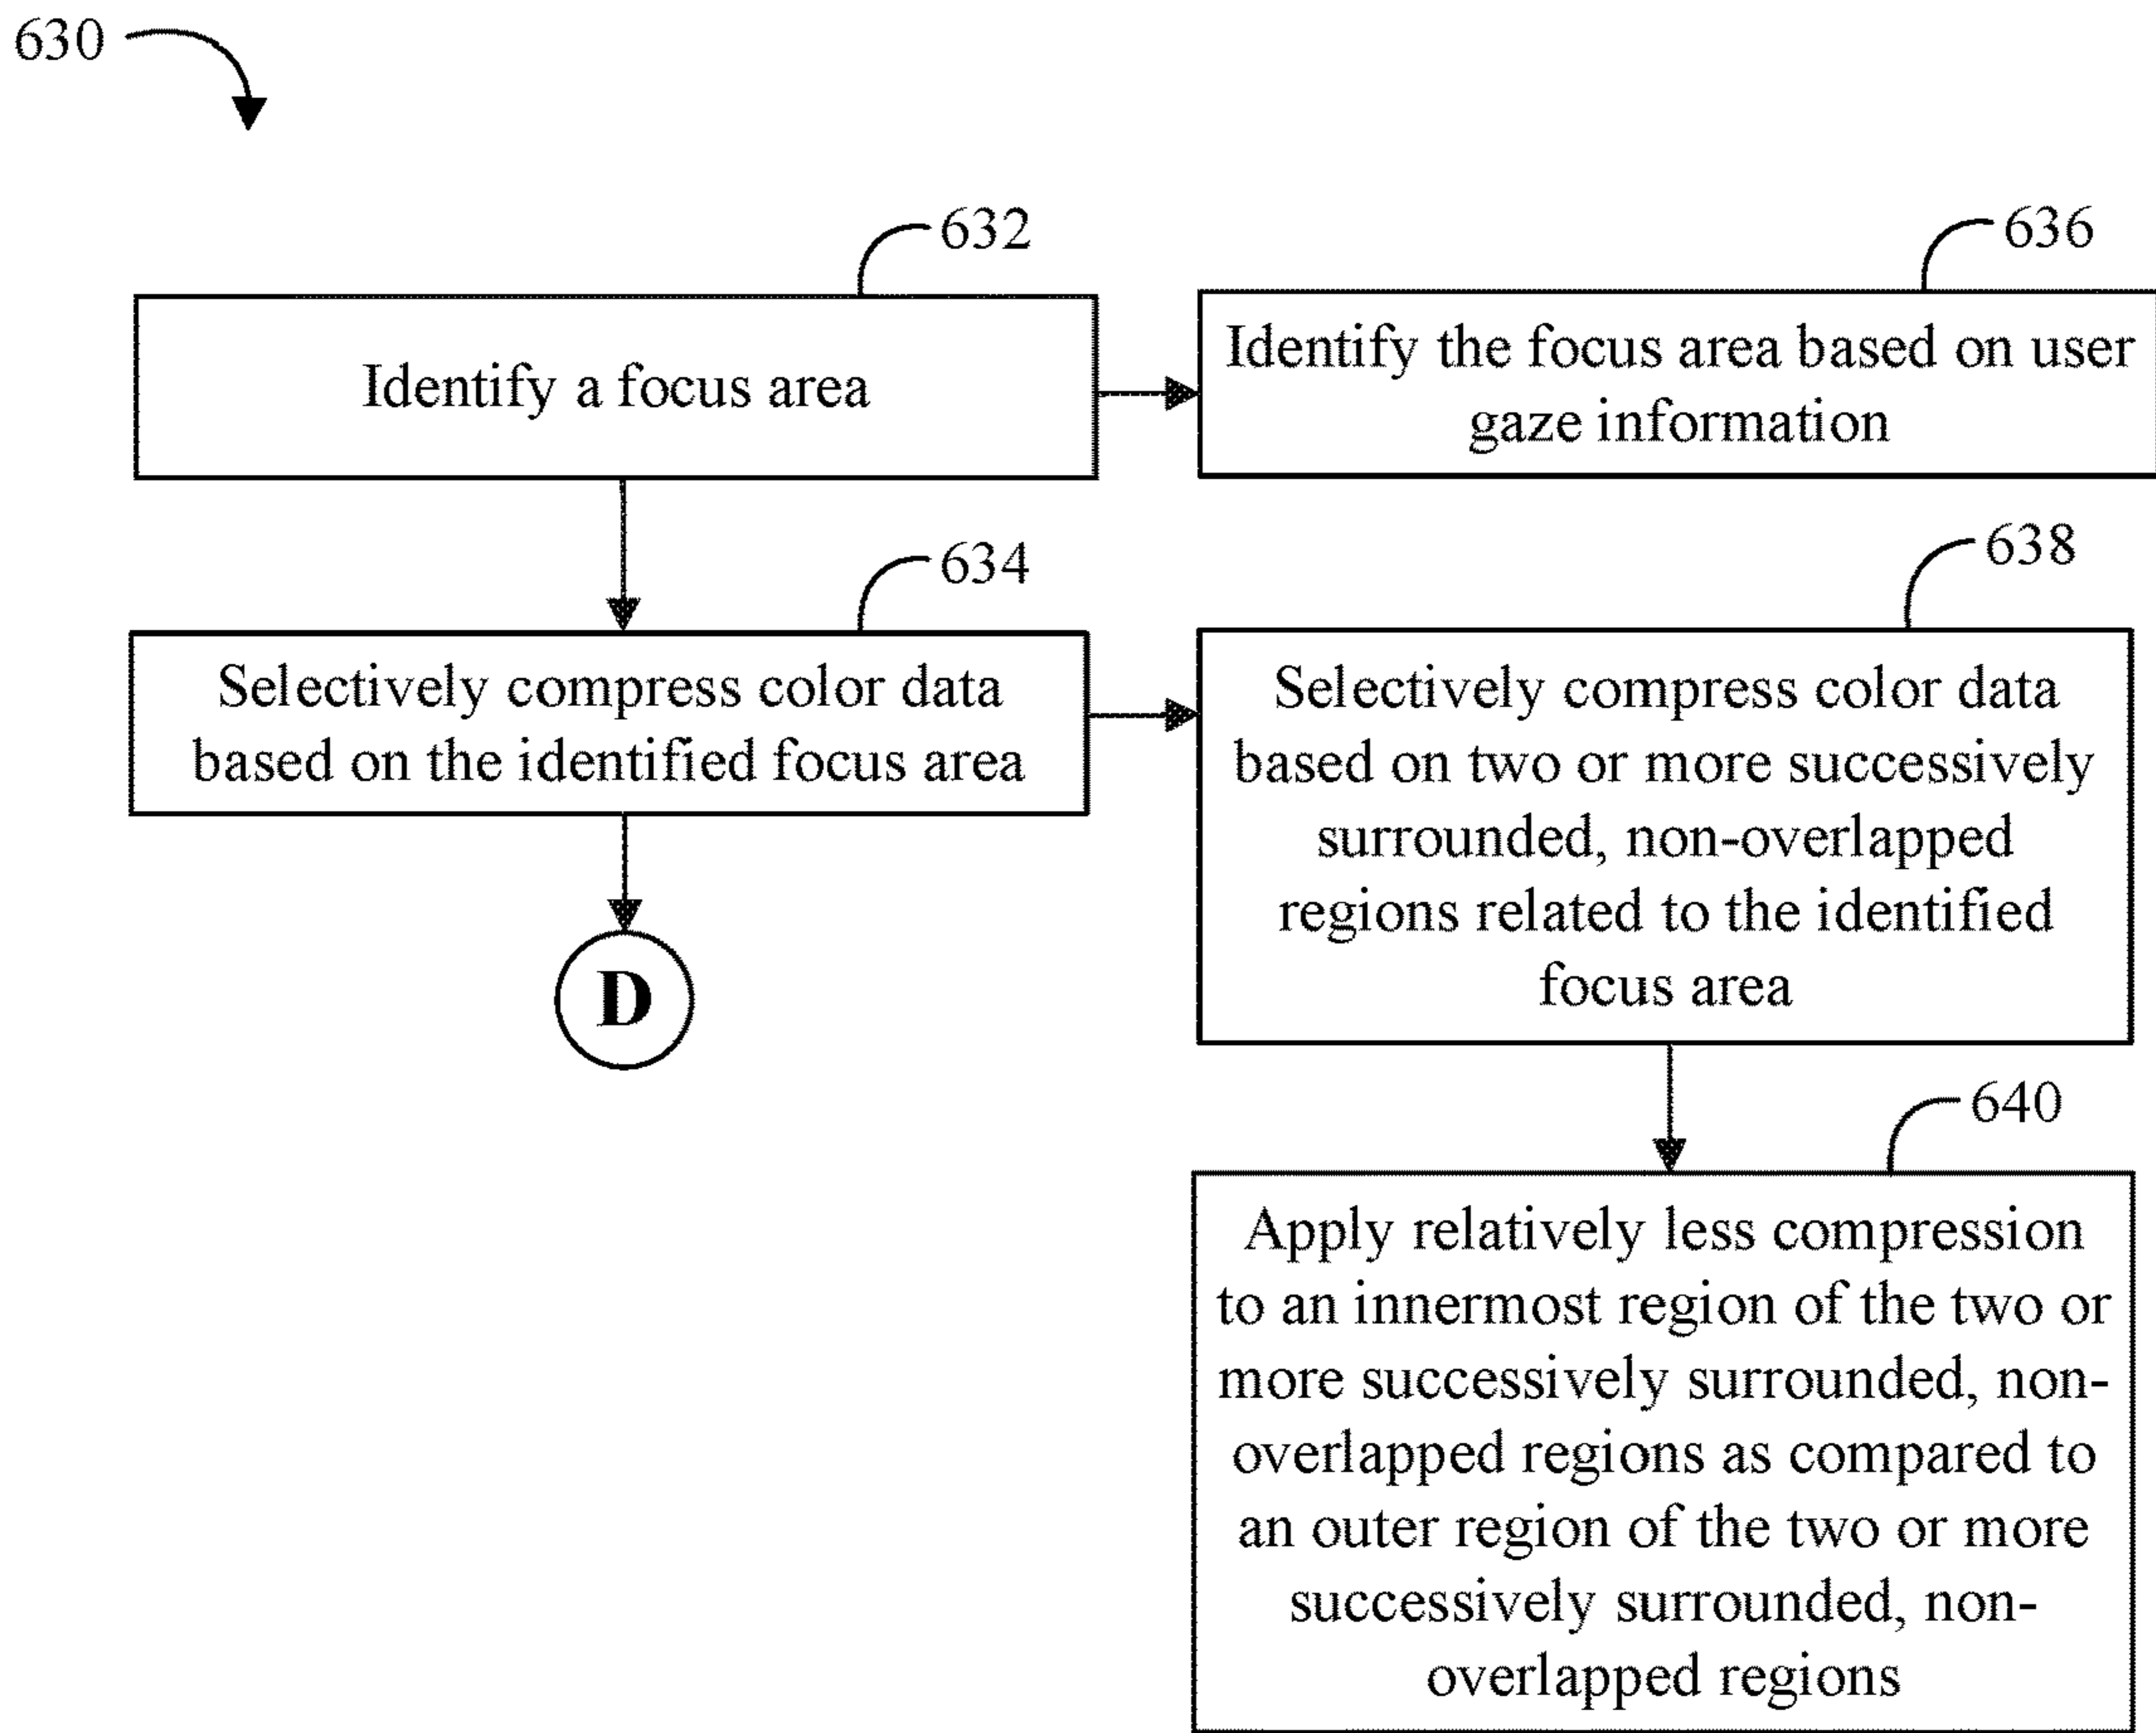 630
632
Identify a focus area
636
Identify the focus area based on user
gaze information
634
Selectively compress color data
based on the identified focus area
638
Selectively compress color data
based on two or more successively
surrounded, non-overlapped
regions related to the identified
focus area
D
640
Apply relatively less compression
to an innermost region of the two or
more successively surrounded, non-
overlapped regions as compared to
an outer region of the two or more
successively surrounded, non-
overlapped regions